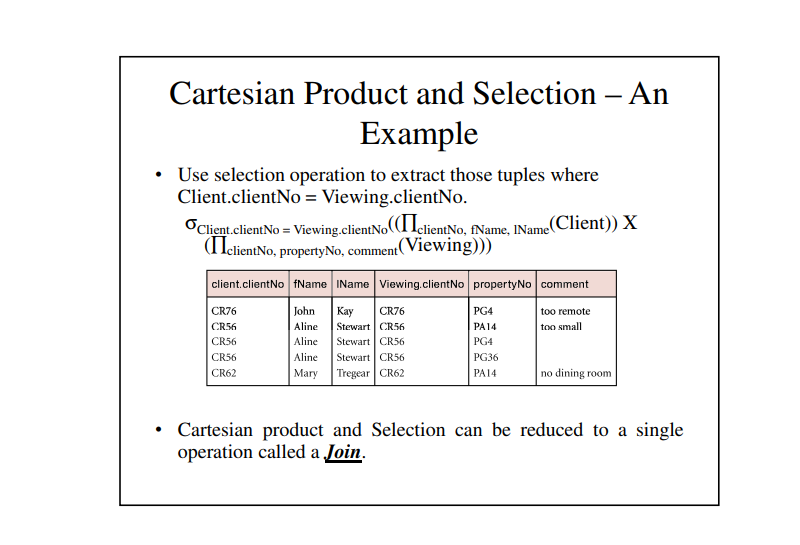 Cartesian Product and Selection – An
Example
• Use selection operation to extract those tuples where
Client.clientNo = Viewing.clientNo.
σClient.clientNo = Viewing.clientNo((∏clientNo, fName, lName(Client)) X
(∏clientNo, propertyNo, comment(Viewing)))
client.clientNo fName lName Viewing.clientNo propertyNo comment
CR76 John Kay CR76 PG4 too remote
CR56 Aline Stewart CR56 PA14 too small
CR56 Aline Stewart CR56 PG4
CR56 Aline Stewart CR56 PG36
CR62 Mary Tregear CR62 PA14 no dining room
• Cartesian product and Selection can be reduced to a single
operation called a Join.